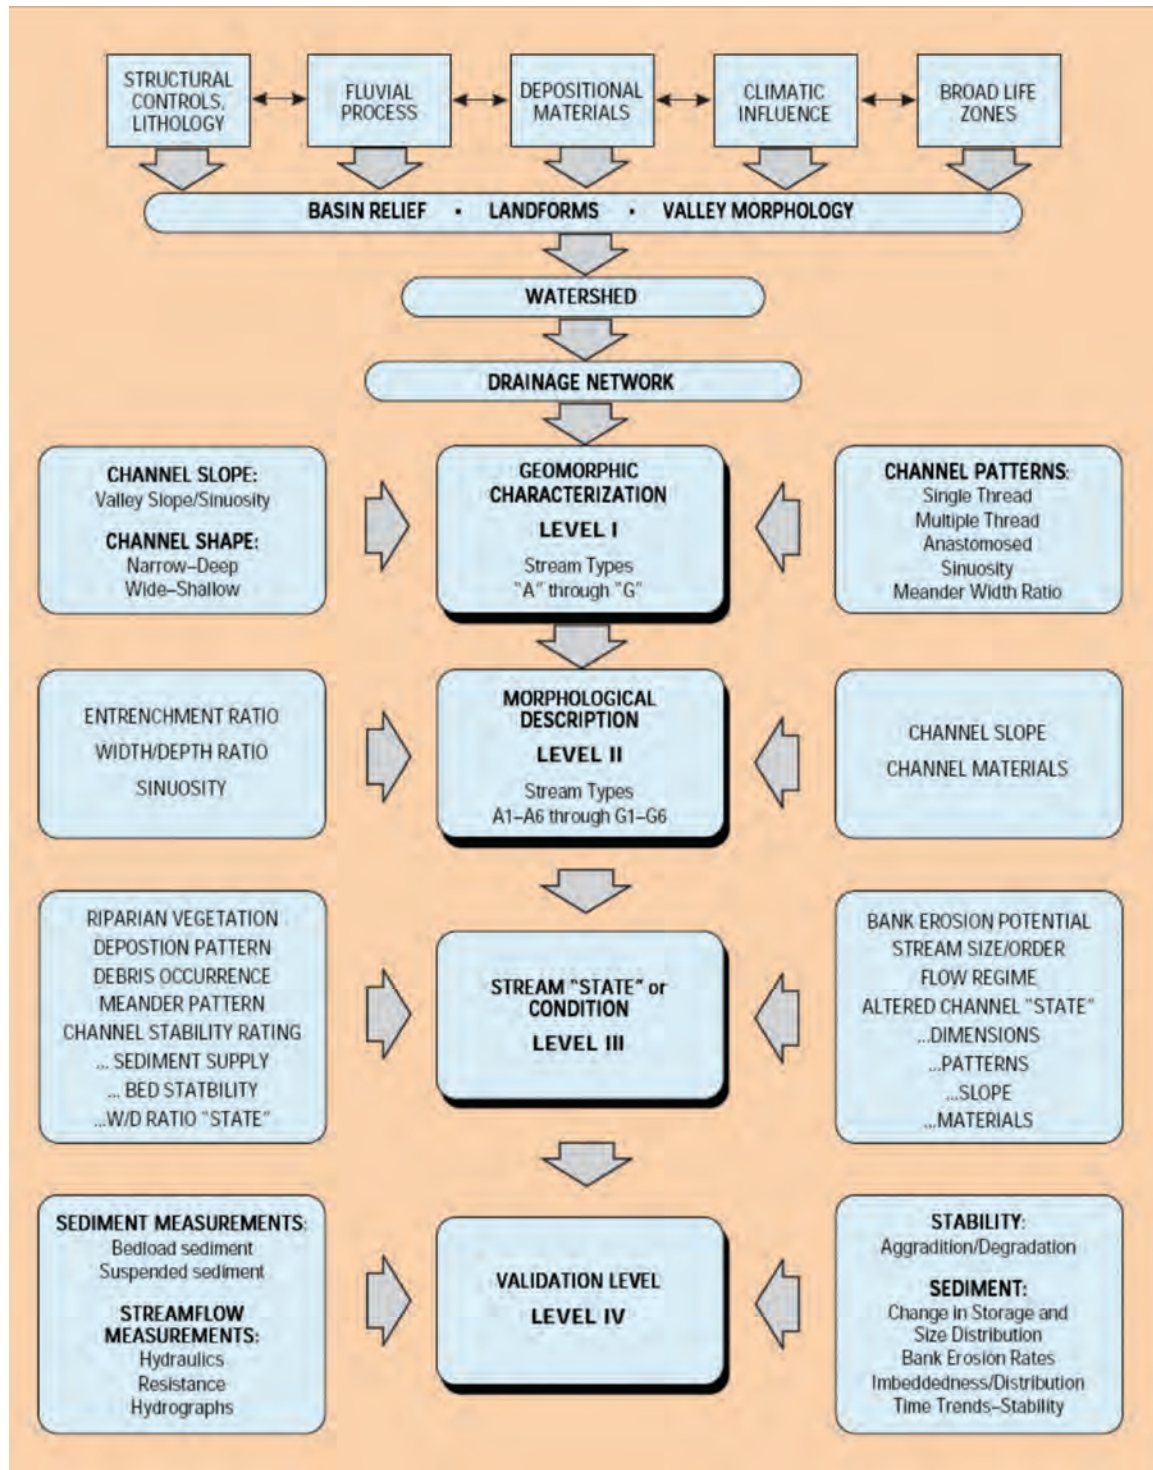 STRUCTURAL
CONTROLS,
LITHOLOGY
FLUVIAL
PROCESS
DEPOSITIONAL
MATERIALS
CLIMATIC
INFLUENCE
BROAD LIFE
ZONES
BASIN RELIEF • LANDFORMS • VALLEY MORPHOLOGY
WATERSHED
DRAINAGE NETWORK
CHANNEL SLOPE:
Valley Slope/Sinuosity
CHANNEL SHAPE:
Narrow–Deep
Wide–Shallow
GEOMORPHIC
CHARACTERIZATION
LEVEL I
Stream Types
"A" through "G"
CHANNEL PATTERNS:
Single Thread
Multiple Thread
Anastomosed
Sinuosity
Meander Width Ratio
ENTRENCHMENT RATIO
WIDTH/DEPTH RATIO
SINUOSITY
MORPHOLOGICAL
DESCRIPTION
LEVEL II
Stream Types
A1–A6 through G1–G6
CHANNEL SLOPE
CHANNEL MATERIALS
RIPARIAN VEGETATION
DEPOSTION PATTERN
DEBRIS OCCURRENCE
MEANDER PATTERN
CHANNEL STABILITY RATING
... SEDIMENT SUPPLY
... BED STATBILITY
...W/D RATIO "STATE"
STREAM "STATE" or
CONDITION
LEVEL III
BANK EROSION POTENTIAL
STREAM SIZE/ORDER
FLOW REGIME
ALTERED CHANNEL "STATE"
...DIMENSIONS
...PATTERNS
...SLOPE
...MATERIALS
SEDIMENT MEASUREMENTS:
Bedload sediment
Suspended sediment
STREAMFLOW
MEASUREMENTS:
Hydraulics
Resistance
Hydrographs
VALIDATION LEVEL
LEVEL IV
STABILITY:
Aggradition/Degradation
SEDIMENT:
Change in Storage and
Size Distribution
Bank Erosion Rates
Imbeddedness/Distribution
Time Trends–Stability